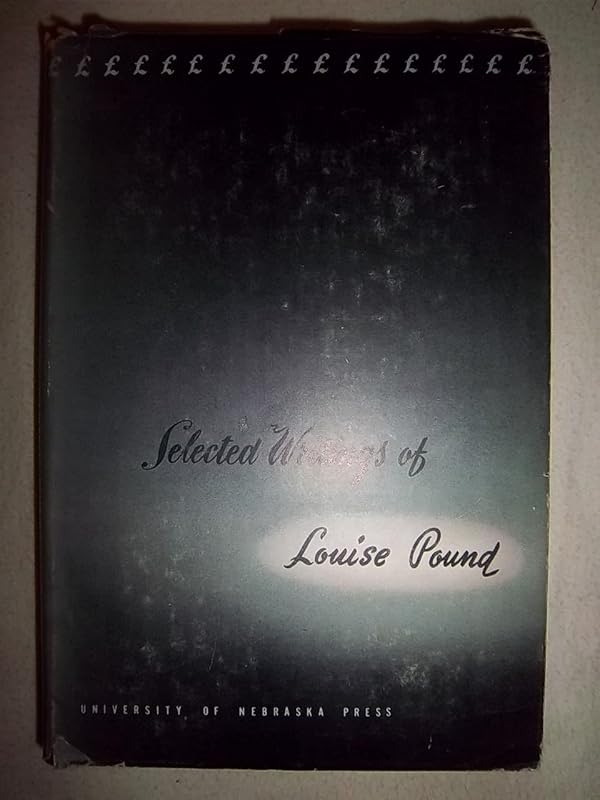 £ £ £ £ £ £ £ £ £ £ £ £ £ £ £ £
Selected Writings of
Louise Pound
UNIVERSITY OF NEBRASKA PRESS